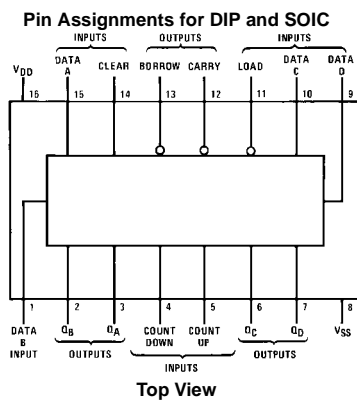 Pin Assignments for DIP and SOIC
INPUTS OUTPUTS INPUTS
VDD DATA A CLEAR BORROW CARRY LOAD DATA C DATA D
16 15 14 13 12 11 10 9
1 2 3 4 5 6 7 8
DATA B INPUT QB QA COUNT DOWN COUNT UP QC QD VSS
OUTPUTS INPUTS OUTPUTS
Top View